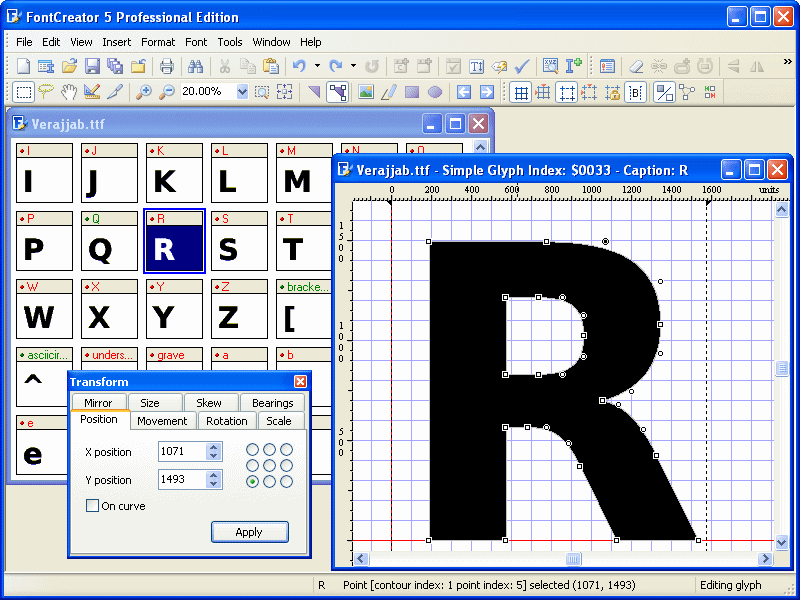 FontCreator 5 Professional Edition
File Edit View Insert Format Font Tools Window Help
20.00%
Verajjab.ttf
I J K L M N O
I J K L M
P Q R S T
P Q R S T
W X Y Z bracke...
W X Y Z [
asciicir... unders... grave a b
^
e
e
Verajjab.ttf - Simple Glyph Index: $0033 - Caption: R
0 200 400 600 800 1000 1200 1400 1600 units
1500
1000
500
R
Transform
Mirror Size Skew Bearings
Position Movement Rotation Scale
X position 1071
Y position 1493
On curve
Apply
R Point [contour index: 1 point index: 5] selected (1071, 1493) Editing glyph